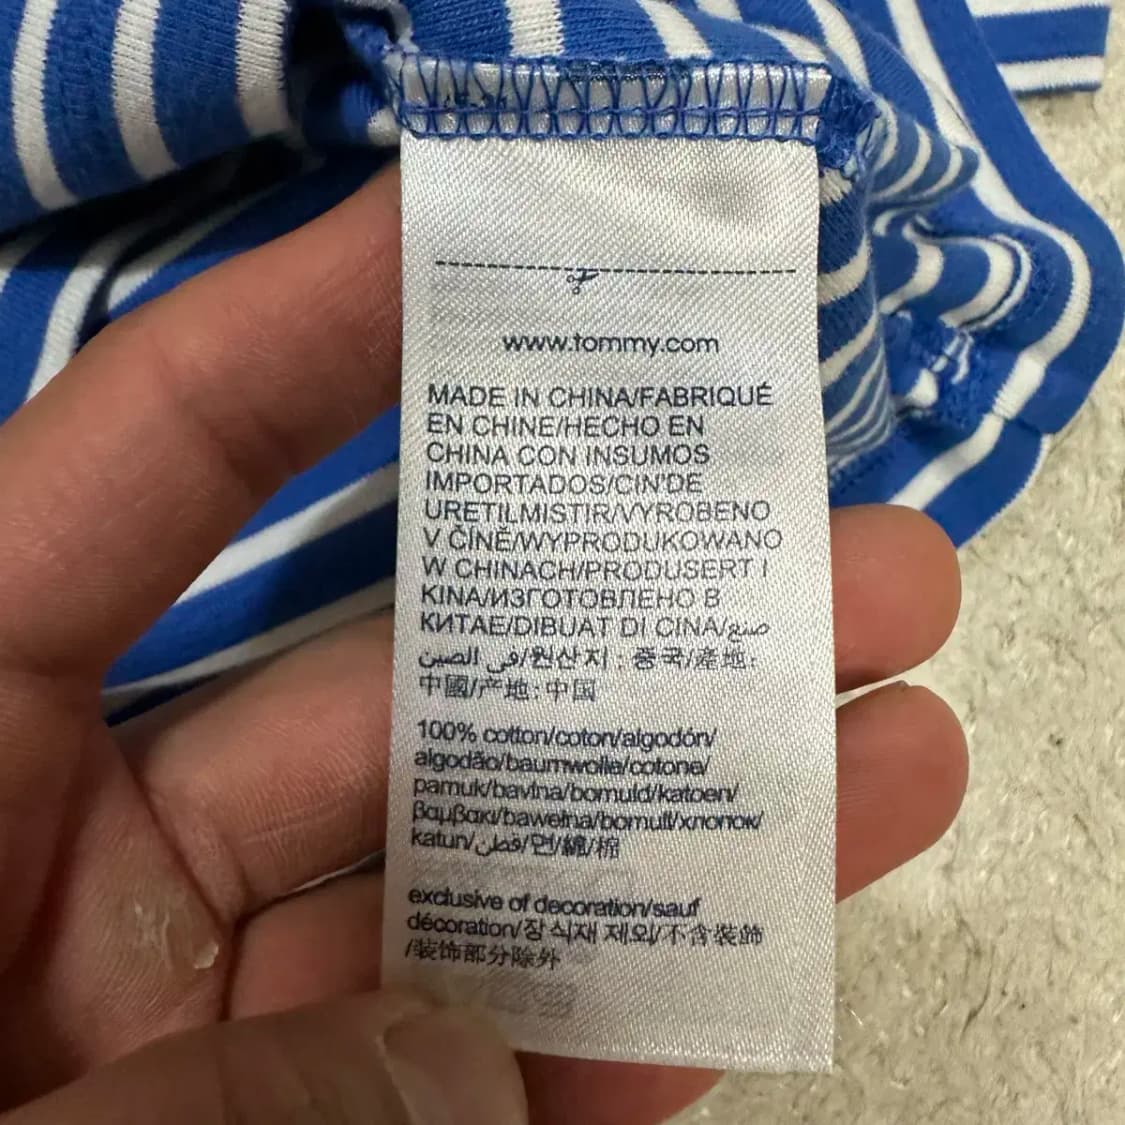 www.tommy.com
MADE IN CHINA/FABRIQUÉ
EN CHINE/HECHO EN
CHINA CON INSUMOS
IMPORTADOS/CIN'DE
URETILMISTIR/VYROBENO
V ČÍNĚ/WYPRODUKOWANO
W CHINACH/PRODUSERT I
KINA/ИЗГОТОВЛЕНО В
КИТАЕ/DIBUAT DI CINA/صنع
في الصين/원산지: 중국/產地:
中國/产地: 中国
100% cotton/coton/algodón/
algodão/baumwolle/cotone/
pamuk/bavlna/bomuld/katoen/
βαμβακι/bawełna/bomull/хлопок/
katun/قطن/면/綿/棉
exclusive of decoration/sauf
décoration/장식재 제외/不含裝飾
/装饰部分除外